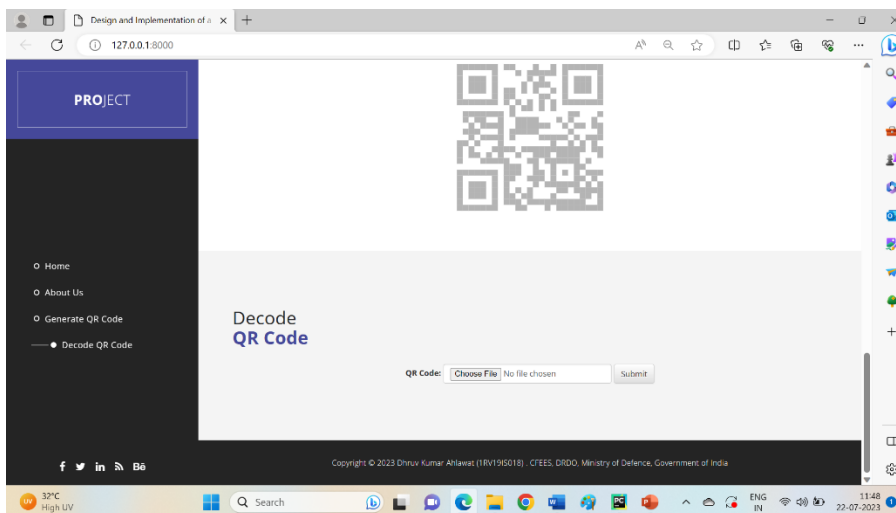 Design and Implementation of a
127.0.0.1:8000
PROJECT
Home
About Us
Generate QR Code
Decode QR Code
Decode
QR Code
QR Code: Choose File No file chosen Submit
Copyright © 2023 Dhruv Kumar Ahlawat (1RV19IS018) . CFEES, DRDO, Ministry of Defence, Government of India
32°C
High UV
Search
ENG
IN
11:48
22-07-2023